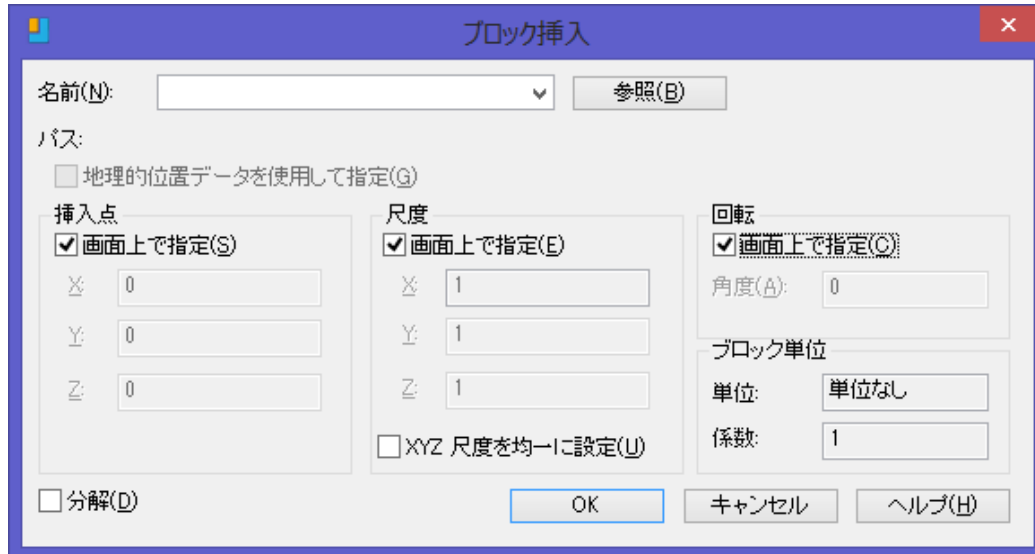 ブロック挿入
名前(N):
参照(B)
パス:
地理的位置データを使用して指定(G)
挿入点
画面上で指定(S)
X: 0
Y: 0
Z: 0
尺度
画面上で指定(E)
X: 1
Y: 1
Z: 1
XYZ 尺度を均一に設定(U)
回転
画面上で指定(C)
角度(A): 0
ブロック単位
単位: 単位なし
係数: 1
分解(D)
OK
キャンセル
ヘルプ(H)